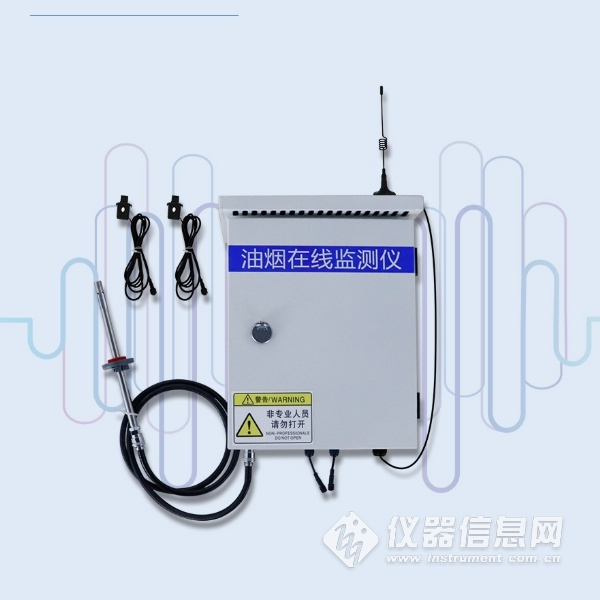 油烟在线监测仪
警告/WARNING
非专业人员
请勿打开
NON-PROFESSIONALS
DO NOT OPEN
仪器信息网
www.instrument.com.cn